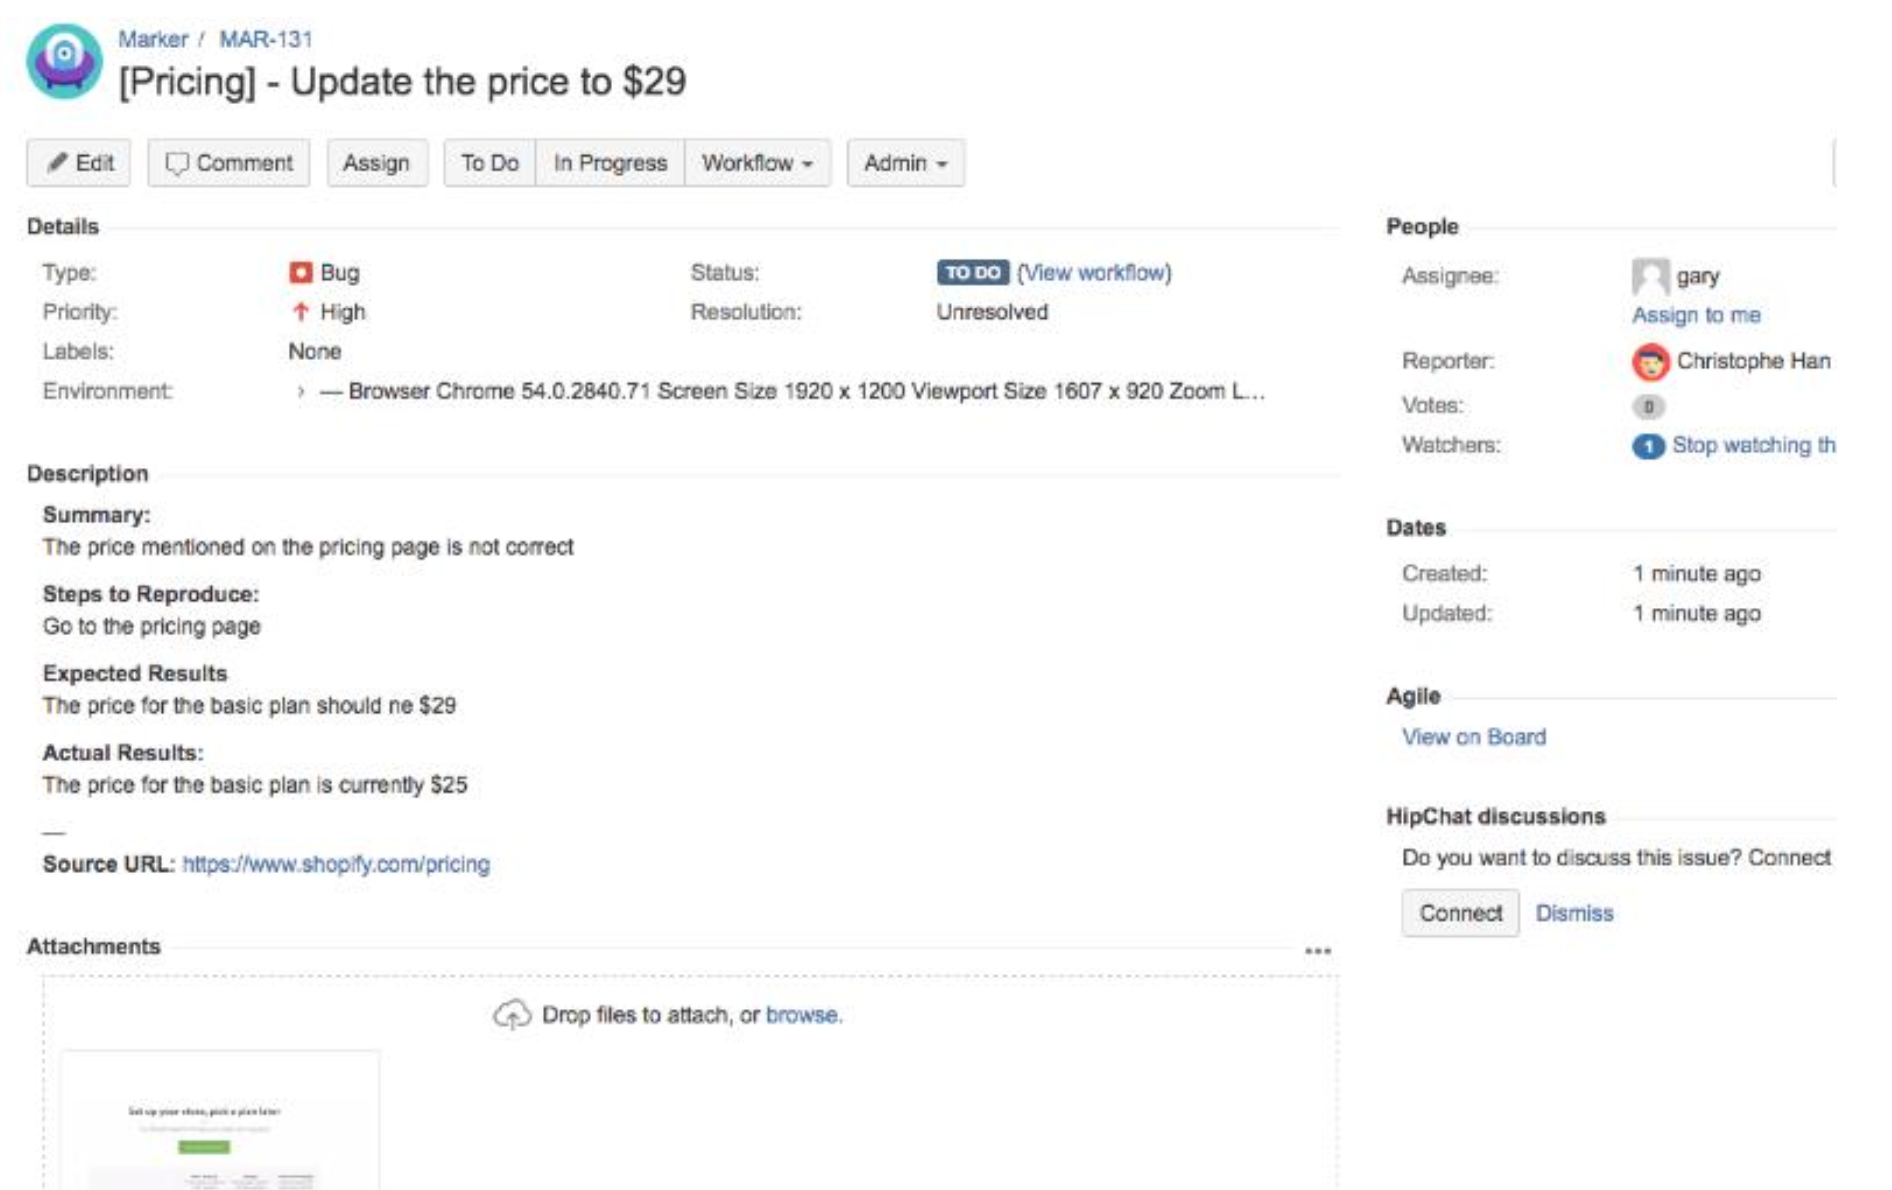 Marker / MAR-131
[Pricing] - Update the price to $29
Edit Comment Assign To Do In Progress Workflow Admin
Details
Type: Bug Status: TO DO (View workflow)
Priority: High Resolution: Unresolved
Labels: None
Environment: › — Browser Chrome 54.0.2840.71 Screen Size 1920 x 1200 Viewport Size 1607 x 920 Zoom L...
Description
Summary:
The price mentioned on the pricing page is not correct
Steps to Reproduce:
Go to the pricing page
Expected Results
The price for the basic plan should ne $29
Actual Results:
The price for the basic plan is currently $25
—
Source URL: https://www.shopify.com/pricing
Attachments
Drop files to attach, or browse.
Set up your store, pick a plan later
People
Assignee: gary
Assign to me
Reporter: Christophe Han
Votes: 0
Watchers: 1 Stop watching th
Dates
Created: 1 minute ago
Updated: 1 minute ago
Agile
View on Board
HipChat discussions
Do you want to discuss this issue? Connect
Connect Dismiss